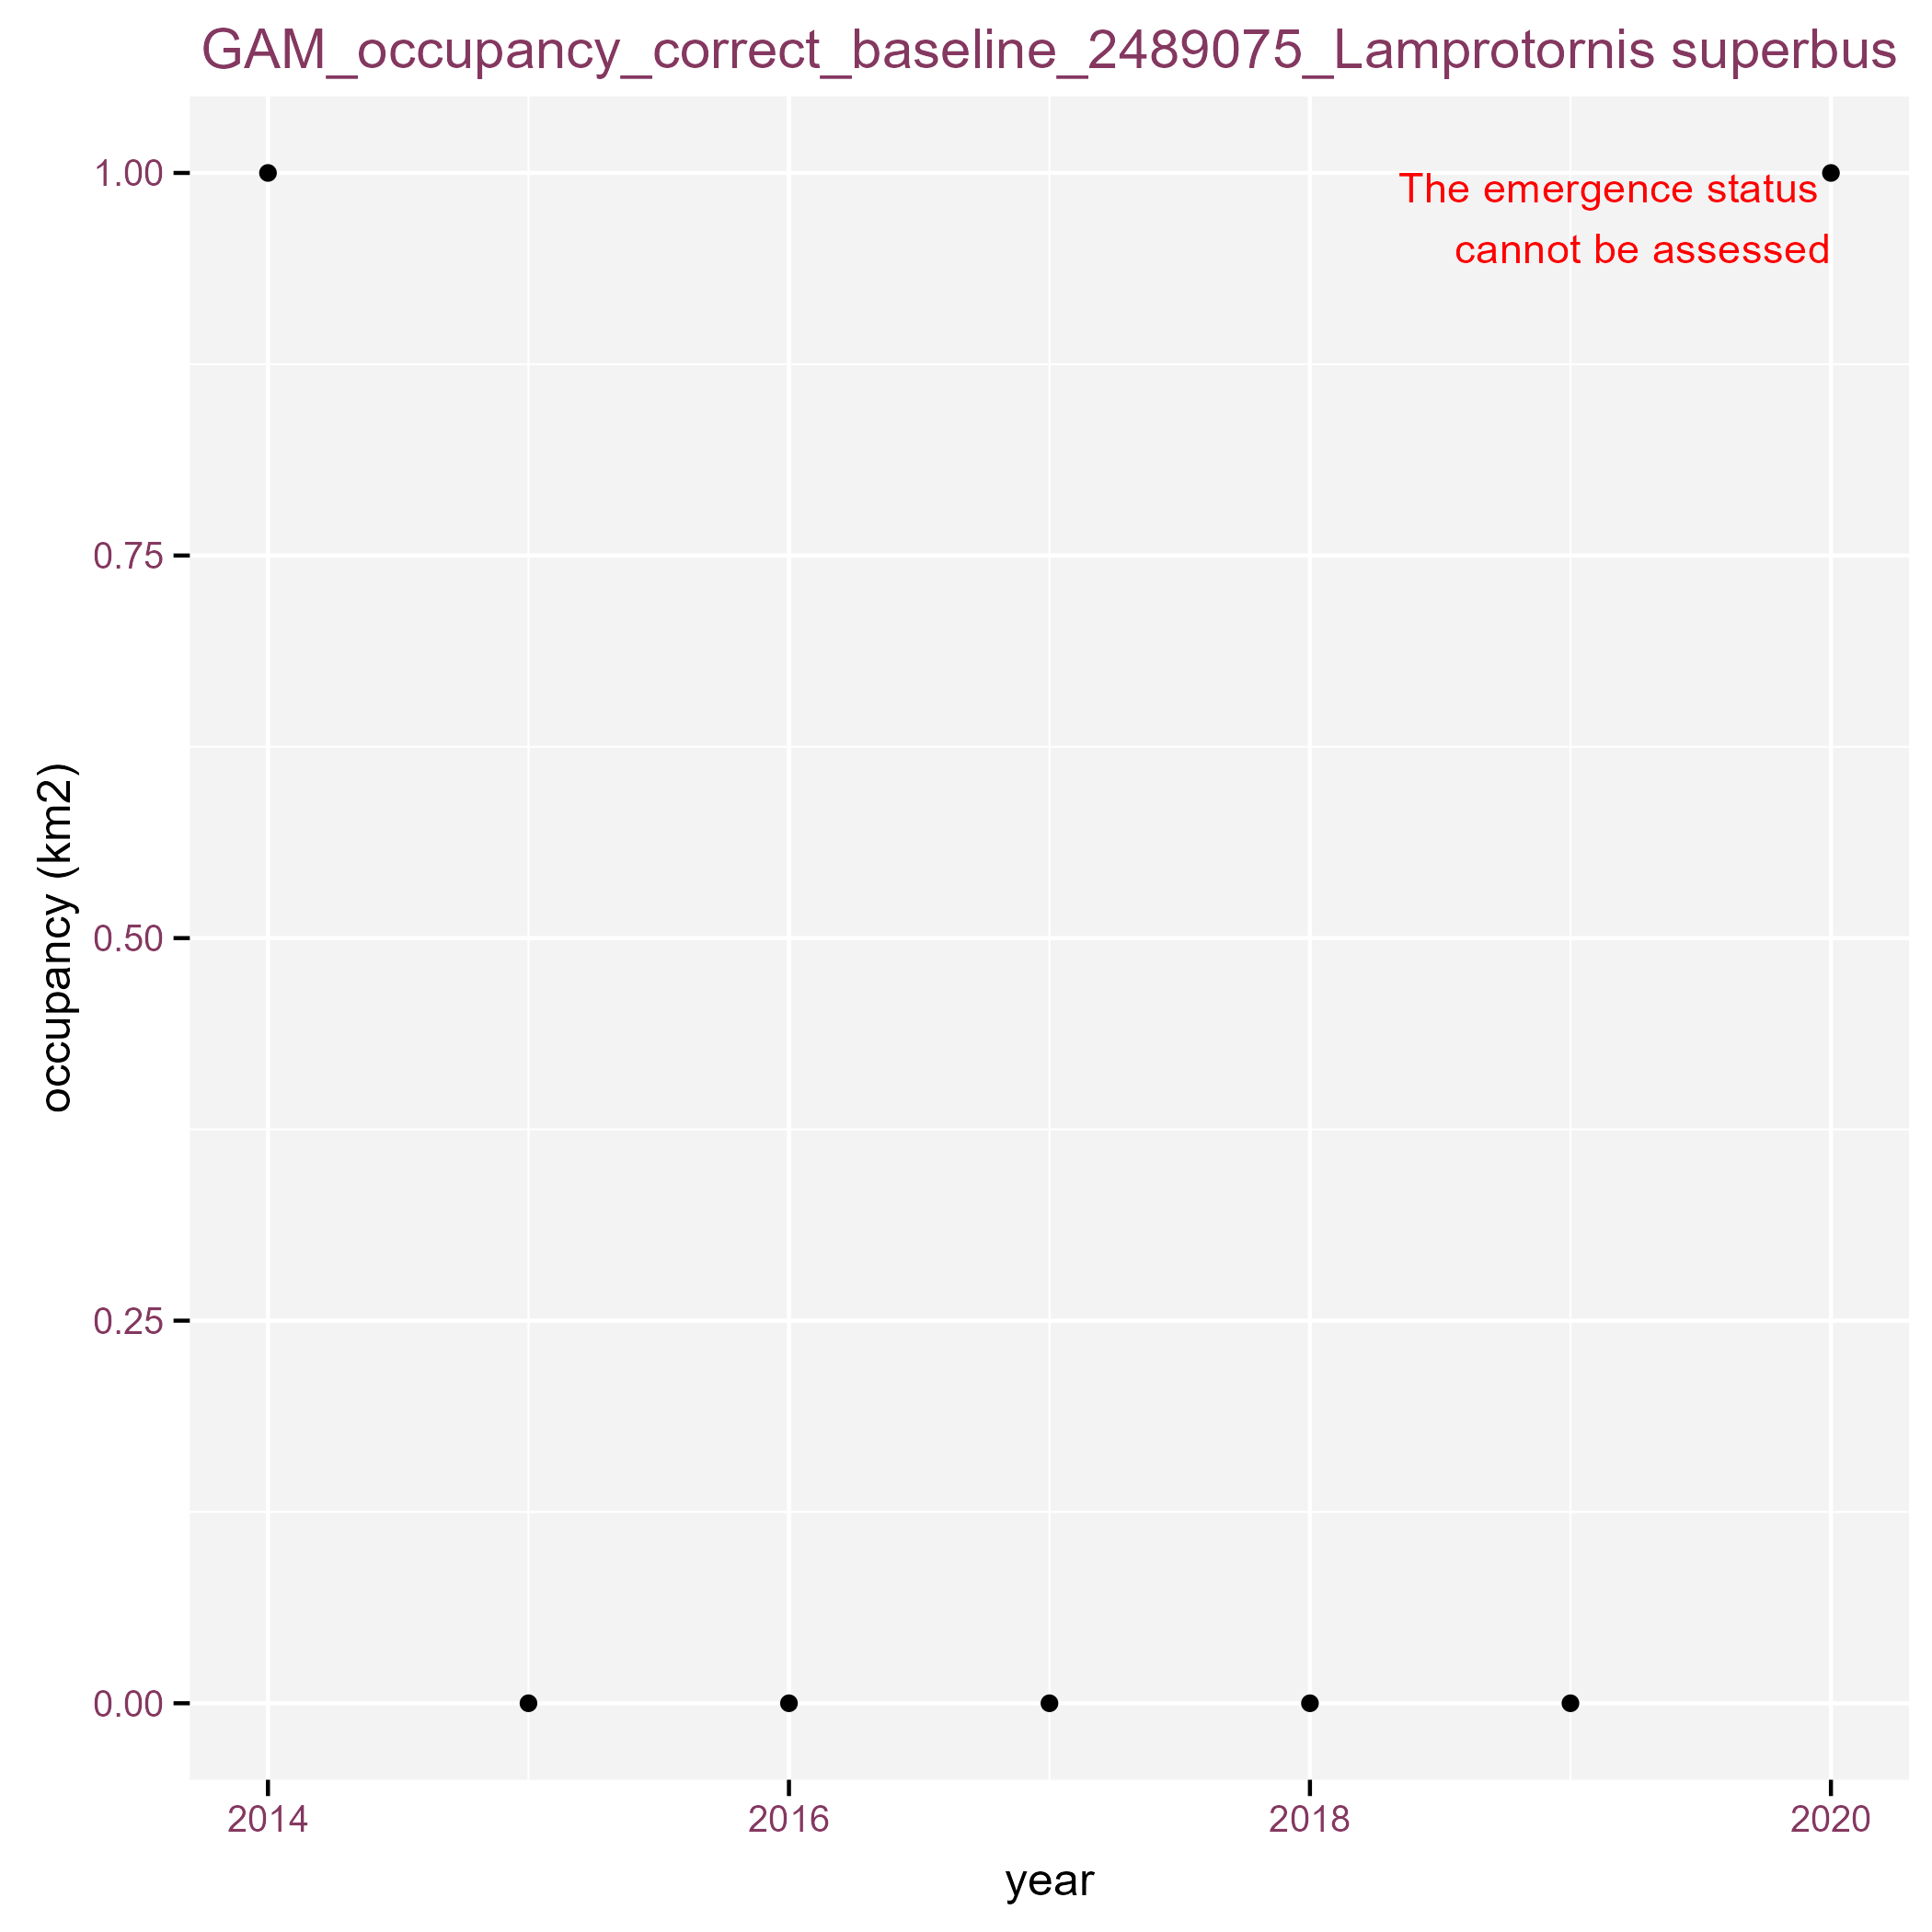 GAM_occupancy_correct_baseline_2489075_Lamprotornis superbus
1.00
The emergence status
cannot be assessed
0.75
occupancy (km2)
0.50
0.25
0.00
2014 2016 2018 2020
year